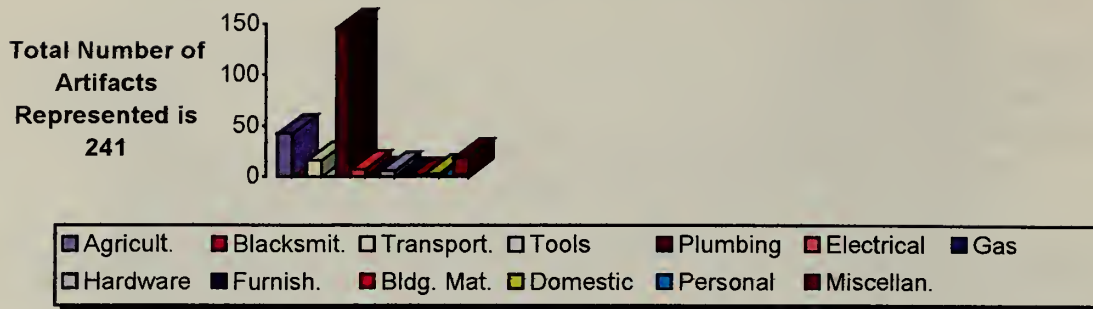 Total Number of
Artifacts
Represented is
241
150
100
50
0
Agricult. Blacksmit. Transport. Tools Plumbing Electrical Gas
Hardware Furnish. Bldg. Mat. Domestic Personal Miscellan.